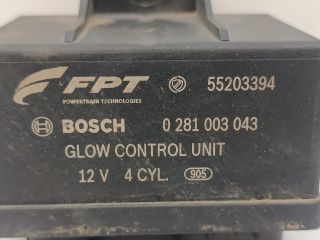 FPT 55203394
POWERTRAIN TECHNOLOGIES
BOSCH 0 281 003 043
GLOW CONTROL UNIT
12 V 4 CYL. 905